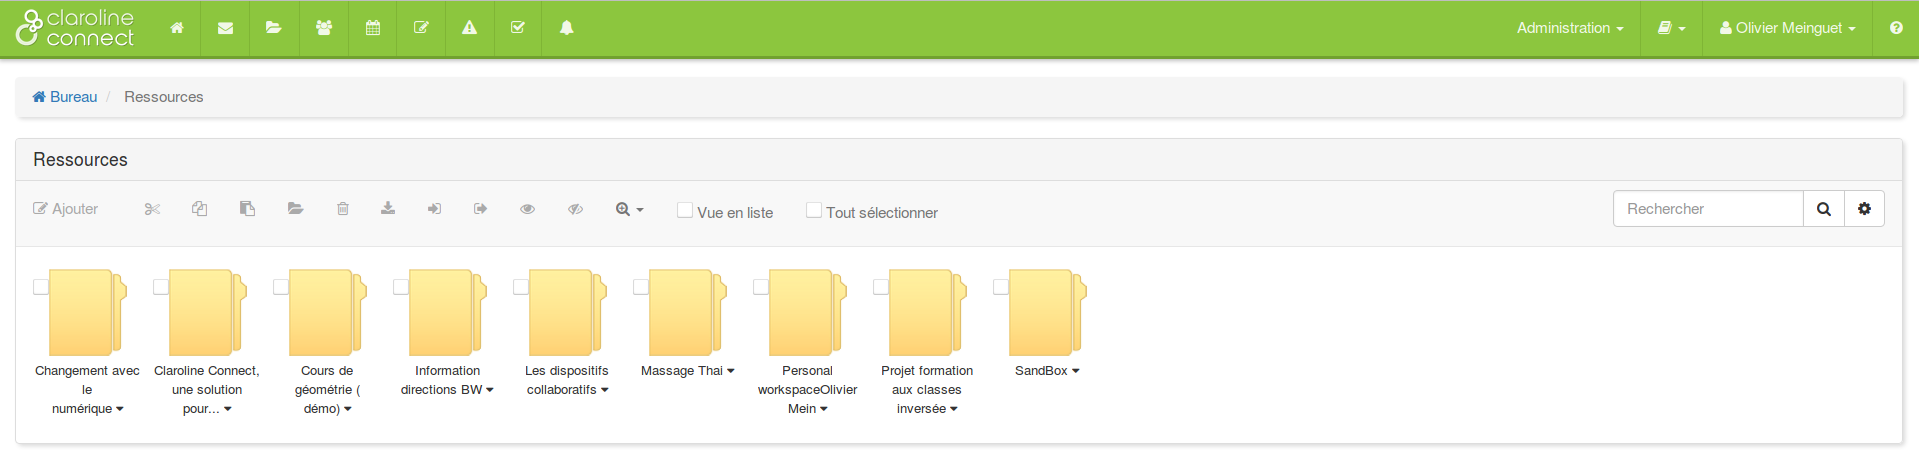 claroline
connect
Administration
Olivier Meinguet
Bureau / Ressources
Ressources
Ajouter
Vue en liste
Tout sélectionner
Rechercher
Changement avec
le
numérique
Claroline Connect,
une solution
pour...
Cours de
géométrie (
démo)
Information
directions BW
Les dispositifs
collaboratifs
Massage Thai
Personal
workspaceOlivier
Mein
Projet formation
aux classes
inversée
SandBox